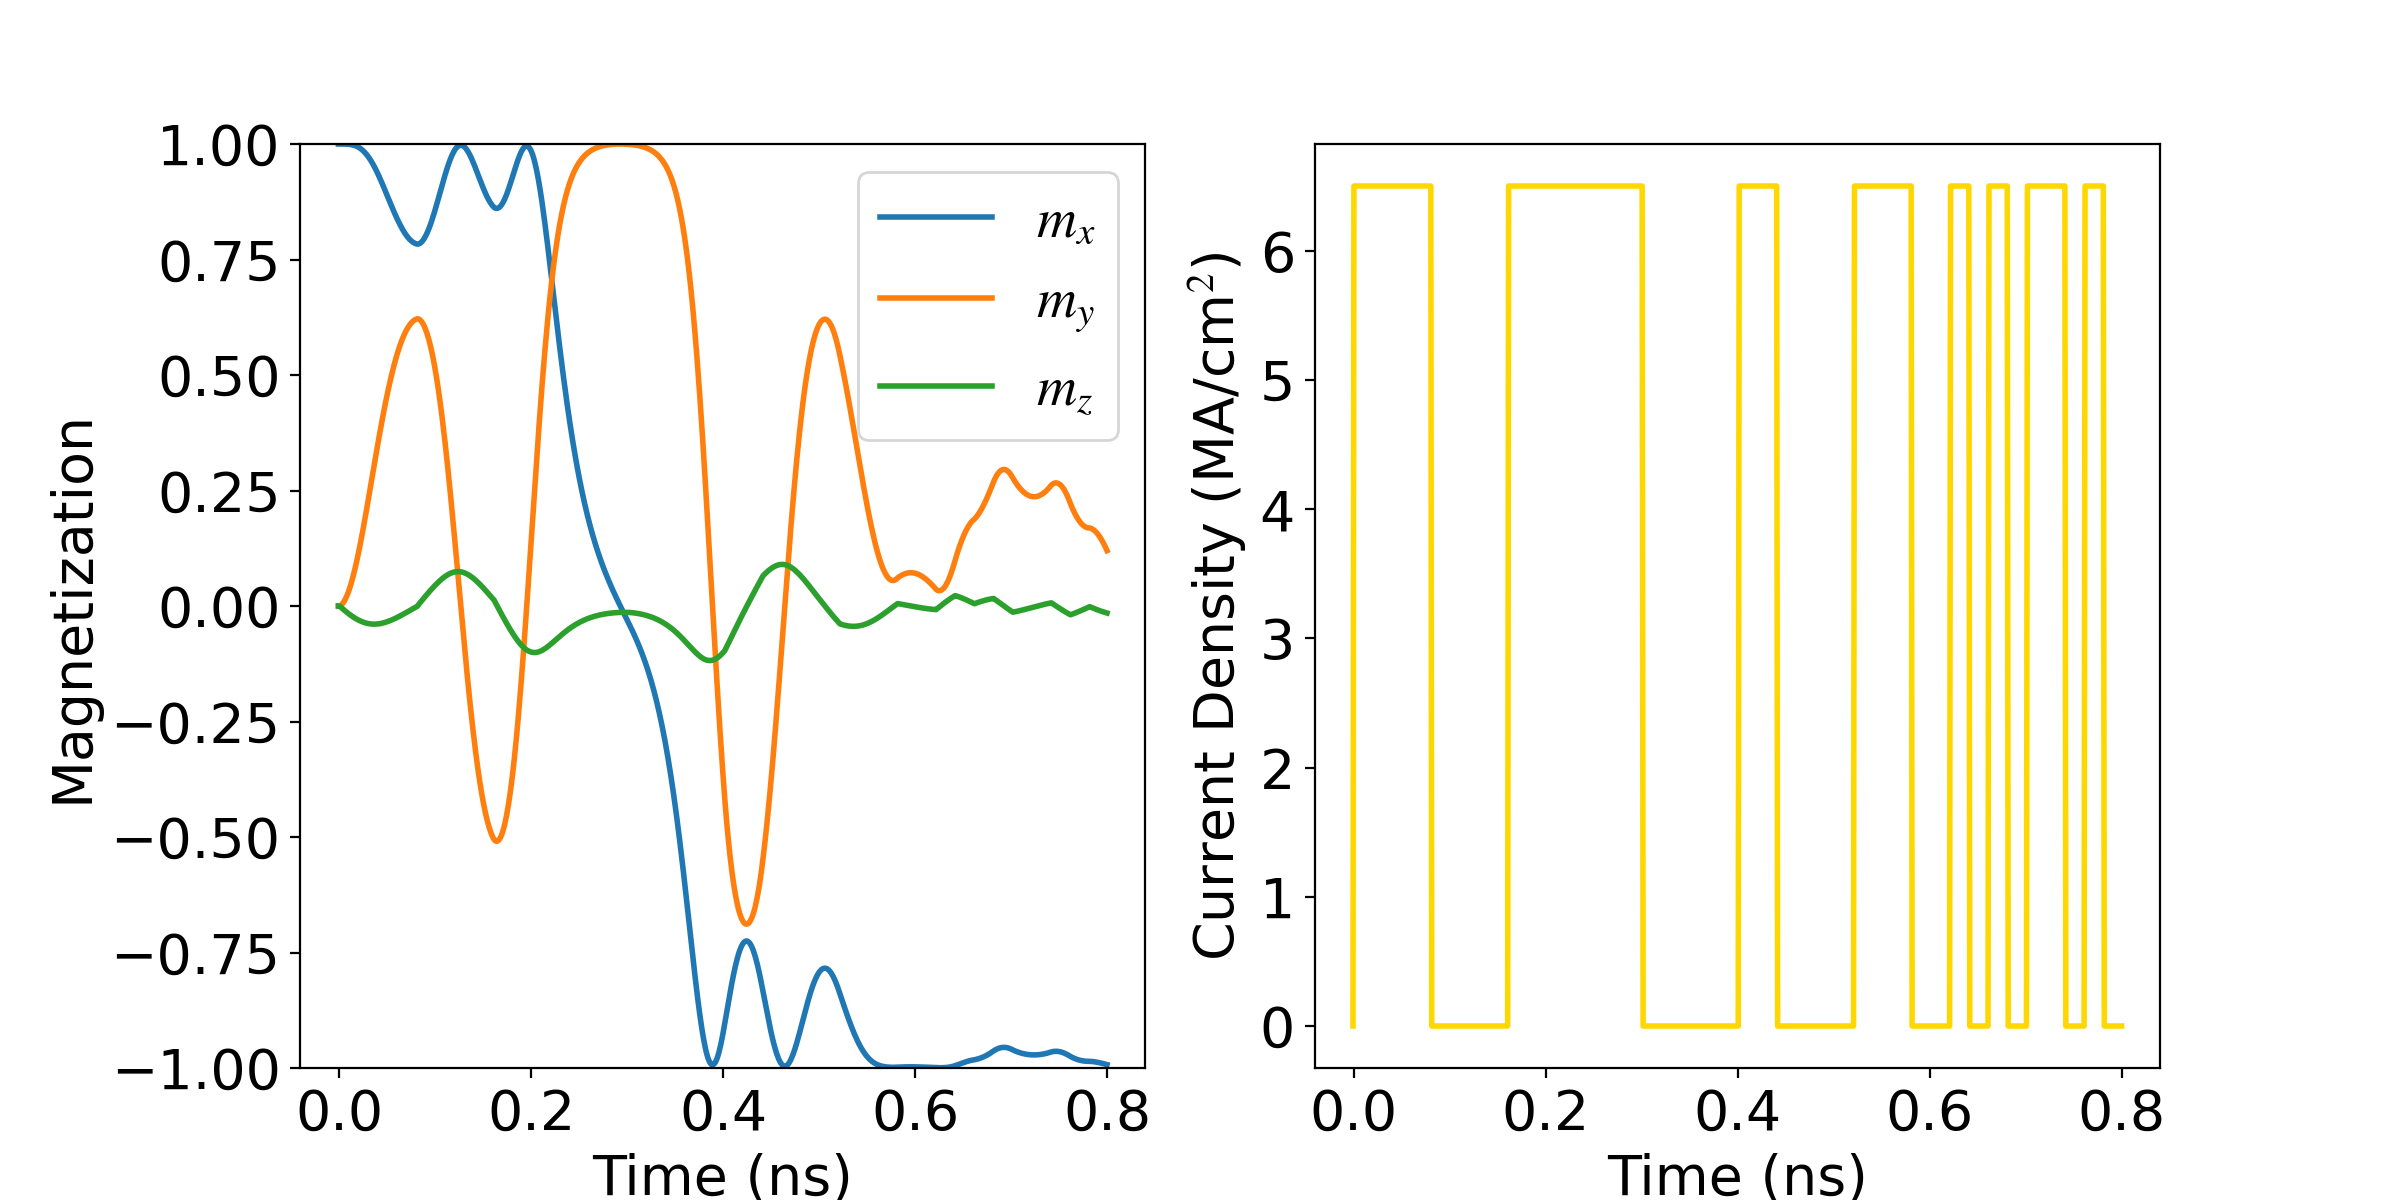 Magnetization
1.00
0.75
0.50
0.25
0.00
−0.25
−0.50
−0.75
−1.00
0.0 0.2 0.4 0.6 0.8
Time (ns)
m_x
m_y
m_z
Current Density (MA/cm²)
6
5
4
3
2
1
0
0.0 0.2 0.4 0.6 0.8
Time (ns)